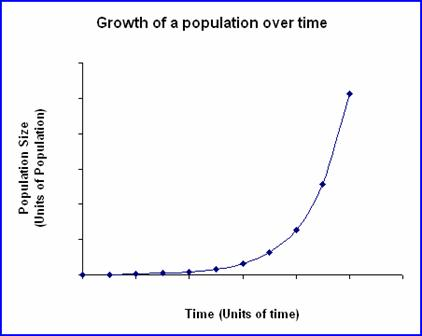 Growth of a population over time
Population Size
(Units of Population)
Time (Units of time)